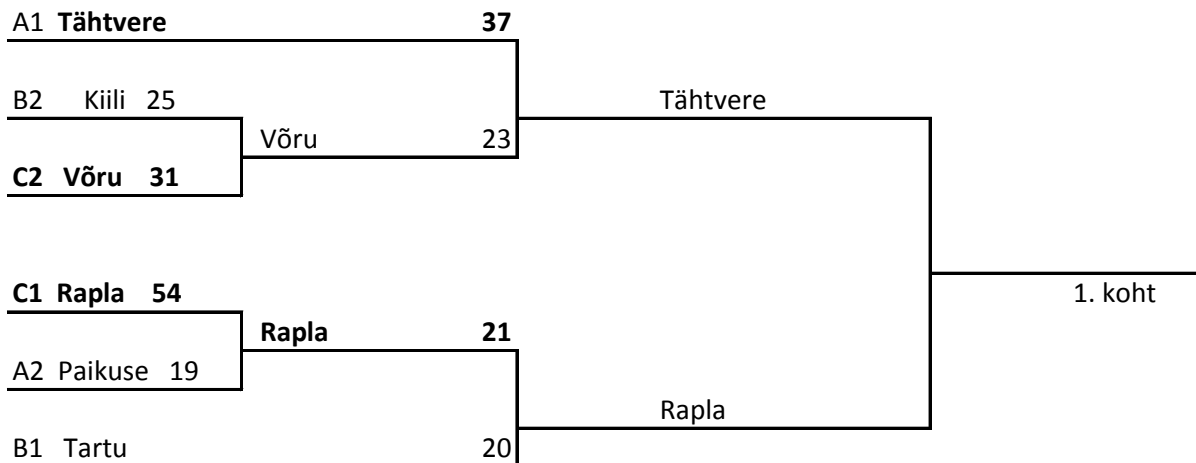 A1 Tähtvere 37
B2 Kiili 25 Tähtvere
Võru 23
C2 Võru 31
C1 Rapla 54 1. koht
Rapla 21
A2 Paikuse 19
Rapla
B1 Tartu 20